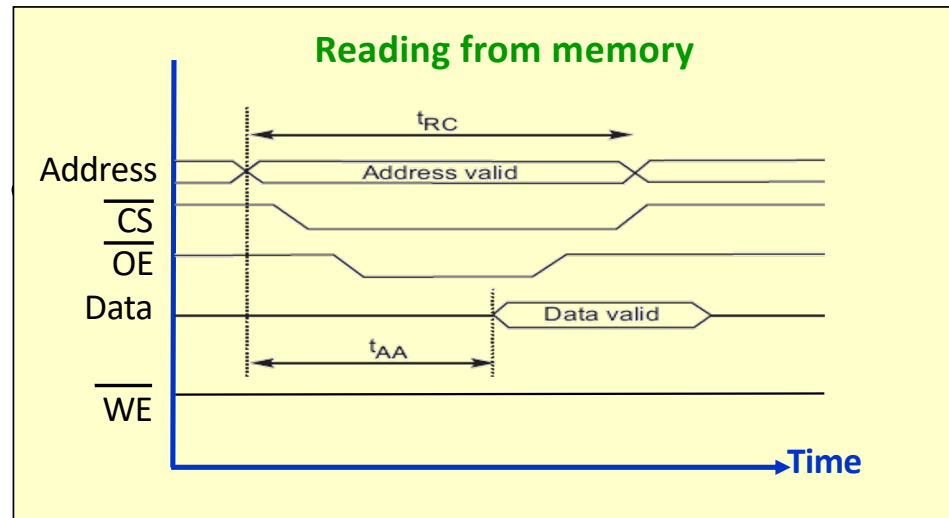 Reading from memory
tRC
Address
Address valid
CS
OE
Data
Data valid
tAA
WE
Time